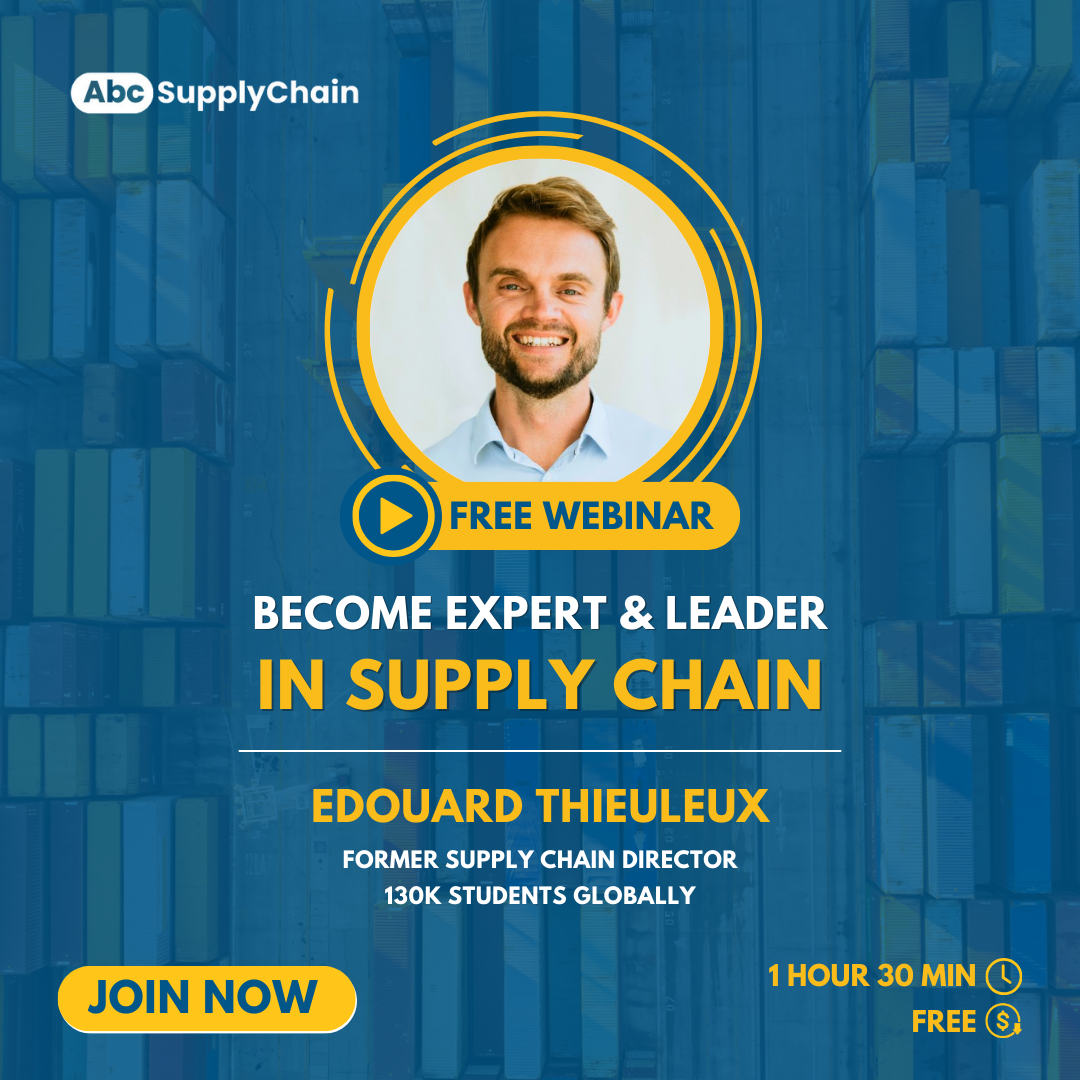 Abc SupplyChain
FREE WEBINAR
BECOME EXPERT & LEADER
IN SUPPLY CHAIN
EDOUARD THIEULEUX
FORMER SUPPLY CHAIN DIRECTOR
130K STUDENTS GLOBALLY
JOIN NOW
1 HOUR 30 MIN
FREE $